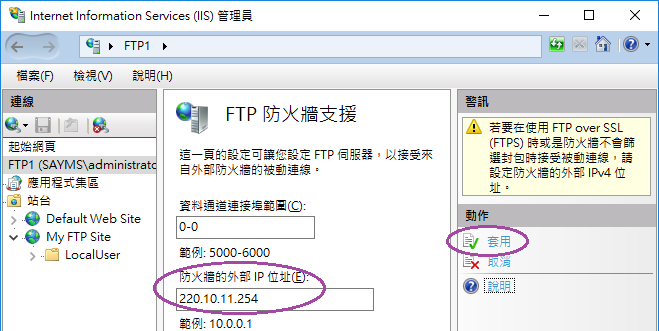 Internet Information Services (IIS) 管理員
FTP1
檔案(F) 檢視(V) 說明(H)
連線
起始網頁
FTP1 (SAYMS\administrato
應用程式集區
站台
Default Web Site
My FTP Site
LocalUser
FTP 防火牆支援
這一頁的設定可讓您設定 FTP 伺服器，以接受來
自外部防火牆的被動連線。
資料通道連接埠範圍(C):
0-0
範例: 5000-6000
防火牆的外部 IP 位址(E):
220.10.11.254
範例: 10.0.0.1
警訊
若要在使用 FTP over SSL
(FTPS) 時或是防火牆不會篩
選封包時接受被動連線，請
設定防火牆的外部 IPv4 位
址。
動作
套用
取消
說明